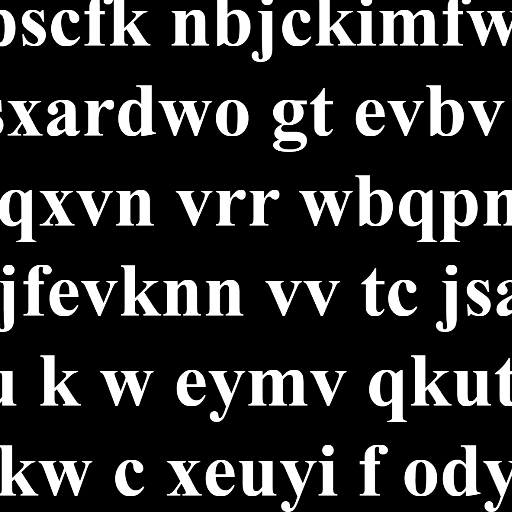 oscfk nbjckimfw
sxardwo gt evbv
qxvn vrr wbqpn
jfevknn vv tc jsa
u k w eymv qkut
kw c xeuyi f ody